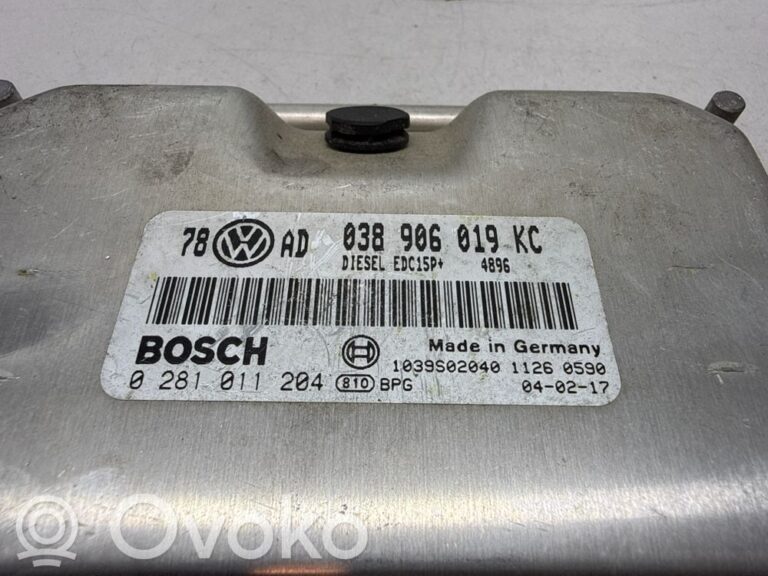 78 VW AD 038 906 019 KC
DIESEL EDC15P+ 4896
BOSCH Made in Germany
1039S02040 1126 0590
0 281 011 204 810 BPG 04-02-17
Ovoko